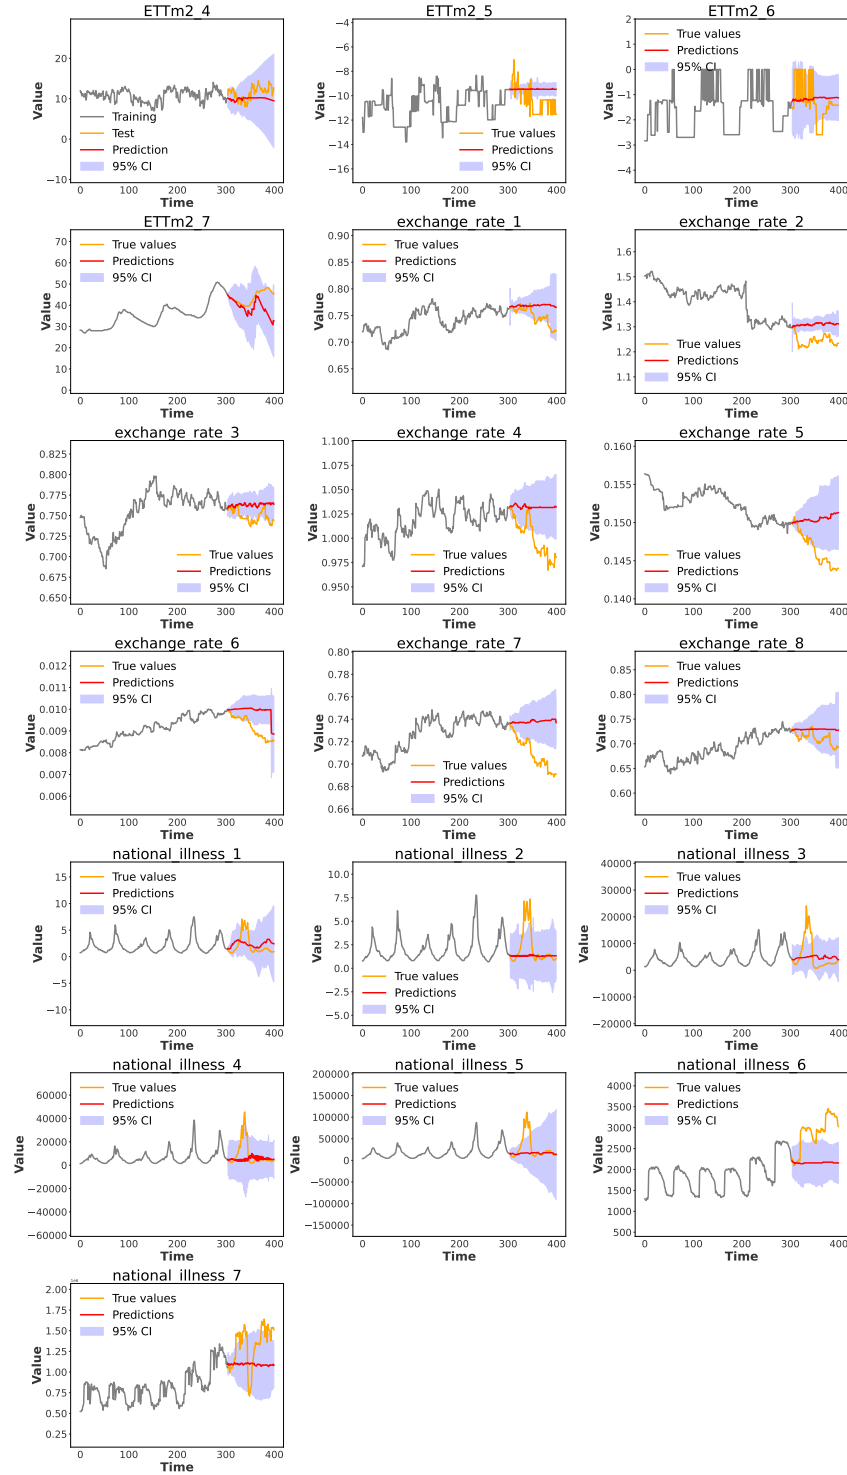 ETTm2_4
Value
20
10
0
−10
Training
Test
Prediction
95% CI
0 100 200 300 400
Time
ETTm2_5
Value
−4
−6
−8
−10
−12
−14
−16
True values
Predictions
95% CI
0 100 200 300 400
Time
ETTm2_6
Value
2
1
0
−1
−2
−3
−4
True values
Predictions
95% CI
0 100 200 300 400
Time
ETTm2_7
Value
70
60
50
40
30
20
10
0
True values
Predictions
95% CI
0 100 200 300 400
Time
exchange_rate_1
Value
0.90
0.85
0.80
0.75
0.70
0.65
True values
Predictions
95% CI
0 100 200 300 400
Time
exchange_rate_2
Value
1.6
1.5
1.4
1.3
1.2
1.1
True values
Predictions
95% CI
0 100 200 300 400
Time
exchange_rate_3
Value
0.825
0.800
0.775
0.750
0.725
0.700
0.675
0.650
True values
Predictions
95% CI
0 100 200 300 400
Time
exchange_rate_4
Value
1.100
1.075
1.050
1.025
1.000
0.975
0.950
True values
Predictions
95% CI
0 100 200 300 400
Time
exchange_rate_5
Value
0.160
0.155
0.150
0.145
0.140
True values
Predictions
95% CI
0 100 200 300 400
Time
exchange_rate_6
Value
0.012
0.011
0.010
0.009
0.008
0.007
0.006
True values
Predictions
95% CI
0 100 200 300 400
Time
exchange_rate_7
Value
0.80
0.78
0.76
0.74
0.72
0.70
0.68
0.66
True values
Predictions
95% CI
0 100 200 300 400
Time
exchange_rate_8
Value
0.85
0.80
0.75
0.70
0.65
0.60
True values
Predictions
95% CI
0 100 200 300 400
Time
national_illness_1
Value
15
10
5
0
−5
−10
True values
Predictions
95% CI
0 100 200 300 400
Time
national_illness_2
Value
10.0
7.5
5.0
2.5
0.0
−2.5
−5.0
True values
Predictions
95% CI
0 100 200 300 400
Time
national_illness_3
Value
40000
30000
20000
10000
0
−10000
−20000
True values
Predictions
95% CI
0 100 200 300 400
Time
national_illness_4
Value
60000
40000
20000
0
−20000
−40000
−60000
True values
Predictions
95% CI
0 100 200 300 400
Time
national_illness_5
Value
200000
150000
100000
50000
0
−50000
−100000
−150000
True values
Predictions
95% CI
0 100 200 300 400
Time
national_illness_6
Value
4000
3500
3000
2500
2000
1500
1000
500
True values
Predictions
95% CI
0 100 200 300 400
Time
national_illness_7
Value
2.00
1.75
1.50
1.25
1.00
0.75
0.50
0.25
True values
Predictions
95% CI
0 100 200 300 400
Time